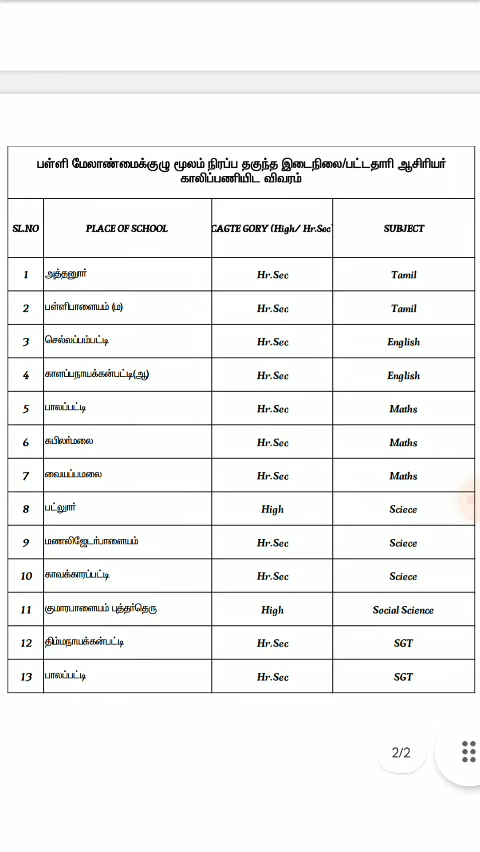 பள்ளி மேலாண்மைக்குழு மூலம் நிரப்ப தகுந்த இடைநிலை/பட்டதாரி ஆசிரியர்
காலிப்பணியிட விவரம்
SL.NO PLACE OF SCHOOL CAGTE GORY (High/ Hr.Sec) SUBJECT
1 அத்தனூர் Hr.Sec Tamil
2 பள்ளிபாளையம் (ம) Hr.Sec Tamil
3 செல்லப்பம்பட்டி Hr.Sec English
4 காளப்பநாயக்கன்பட்டி(ஆ) Hr.Sec English
5 பாலப்பட்டி Hr.Sec Maths
6 கபிலர்மலை Hr.Sec Maths
7 வையப்பமலை Hr.Sec Maths
8 பட்லூர் High Sciece
9 மணலிஜேடர்பாளையம் Hr.Sec Sciece
10 காவக்காரப்பட்டி Hr.Sec Sciece
11 குமாரபாளையம் புத்தர்தெரு High Social Science
12 திம்மநாயக்கன்பட்டி Hr.Sec SGT
13 பாலப்பட்டி Hr.Sec SGT
2/2